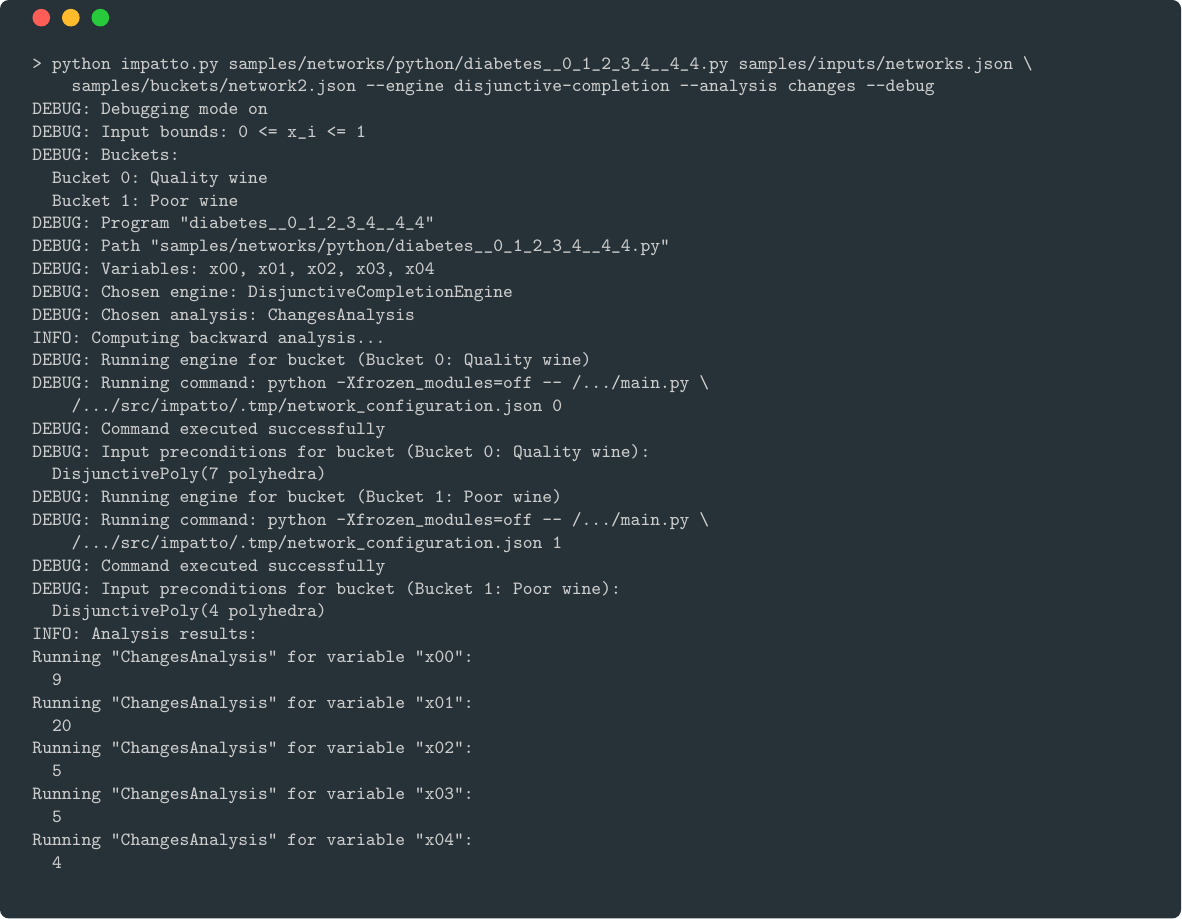 > python impatto.py samples/networks/python/diabetes__0_1_2_3_4__4_4.py samples/inputs/networks.json \
samples/buckets/network2.json --engine disjunctive-completion --analysis changes --debug
DEBUG: Debugging mode on
DEBUG: Input bounds: 0 <= x_i <= 1
DEBUG: Buckets:
Bucket 0: Quality wine
Bucket 1: Poor wine
DEBUG: Program "diabetes__0_1_2_3_4__4_4"
DEBUG: Path "samples/networks/python/diabetes__0_1_2_3_4__4_4.py"
DEBUG: Variables: x00, x01, x02, x03, x04
DEBUG: Chosen engine: DisjunctiveCompletionEngine
DEBUG: Chosen analysis: ChangesAnalysis
INFO: Computing backward analysis...
DEBUG: Running engine for bucket (Bucket 0: Quality wine)
DEBUG: Running command: python -Xfrozen_modules=off -- /.../main.py \
/.../src/impatto/.tmp/network_configuration.json 0
DEBUG: Command executed successfully
DEBUG: Input preconditions for bucket (Bucket 0: Quality wine):
DisjunctivePoly(7 polyhedra)
DEBUG: Running engine for bucket (Bucket 1: Poor wine)
DEBUG: Running command: python -Xfrozen_modules=off -- /.../main.py \
/.../src/impatto/.tmp/network_configuration.json 1
DEBUG: Command executed successfully
DEBUG: Input preconditions for bucket (Bucket 1: Poor wine):
DisjunctivePoly(4 polyhedra)
INFO: Analysis results:
Running "ChangesAnalysis" for variable "x00":
9
Running "ChangesAnalysis" for variable "x01":
20
Running "ChangesAnalysis" for variable "x02":
5
Running "ChangesAnalysis" for variable "x03":
5
Running "ChangesAnalysis" for variable "x04":
4